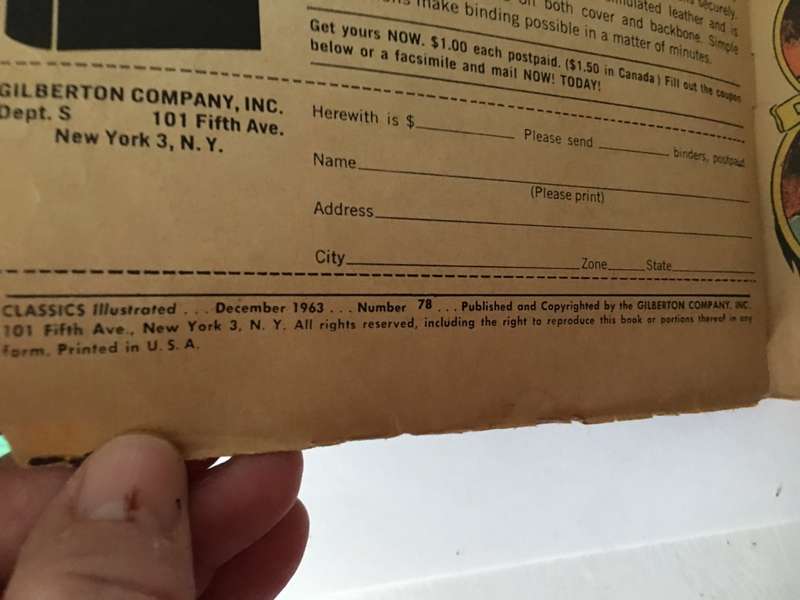 securely.
simulated leather and is
on both cover and backbone. Simple
make binding possible in a matter of minutes.
Get yours NOW. $1.00 each postpaid. ($1.50 in Canada) Fill out the coupon
below or a facsimile and mail NOW! TODAY!
GILBERTON COMPANY, INC.
Dept. S 101 Fifth Ave.
New York 3, N. Y.
Herewith is $ Please send binders, postpaid
Name
(Please print)
Address
City Zone State
CLASSICS Illustrated . . . December 1963 . . . Number 78 . . . Published and Copyrighted by the GILBERTON COMPANY, INC.
101 Fifth Ave., New York 3, N. Y. All rights reserved, including the right to reproduce this book or portions thereof in any
form. Printed in U. S. A.